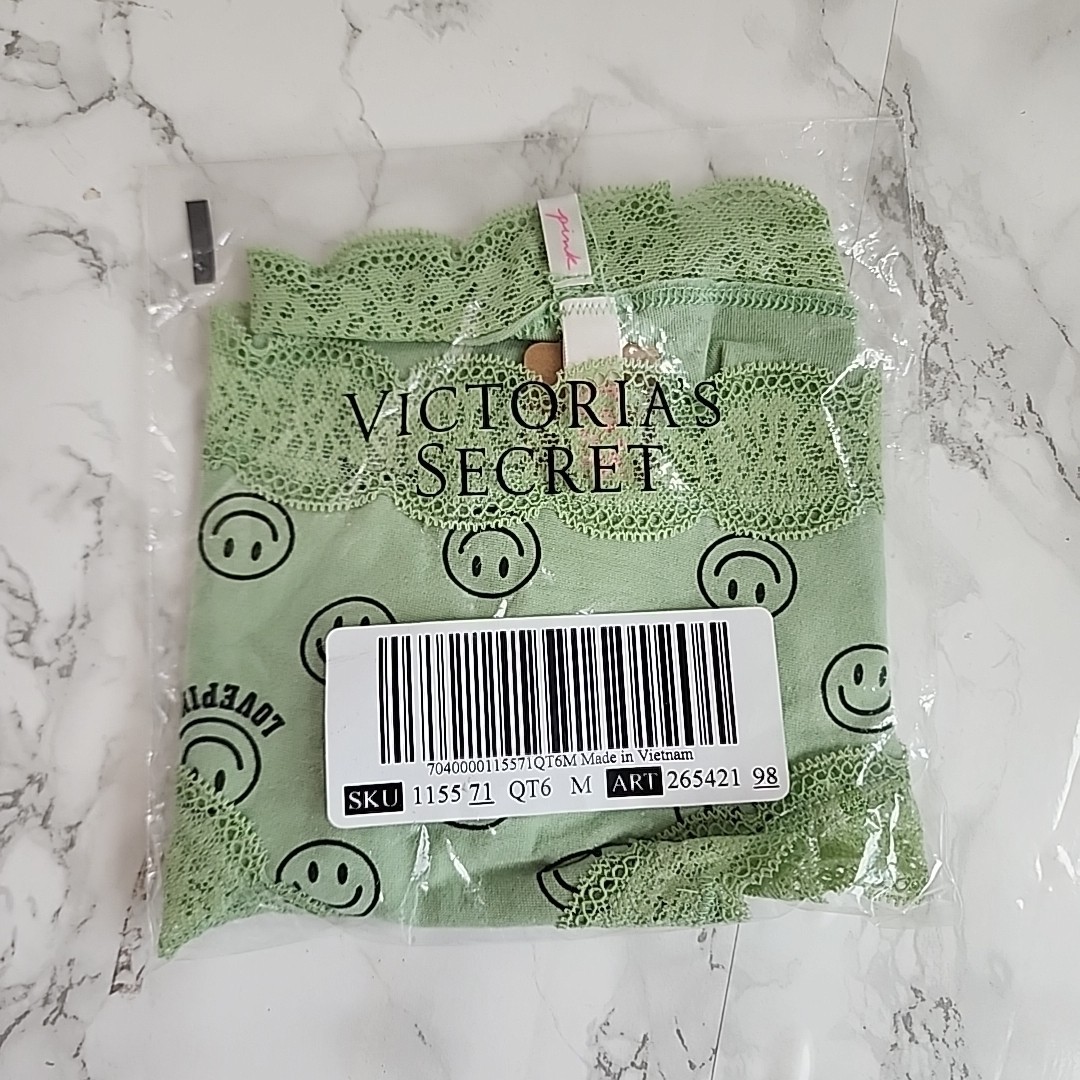 pink
VICTORIA'S
SECRET
LOVEPI
7040000115571QT6M Made in Vietnam
SKU 1155 71 QT6 M ART 265421 98